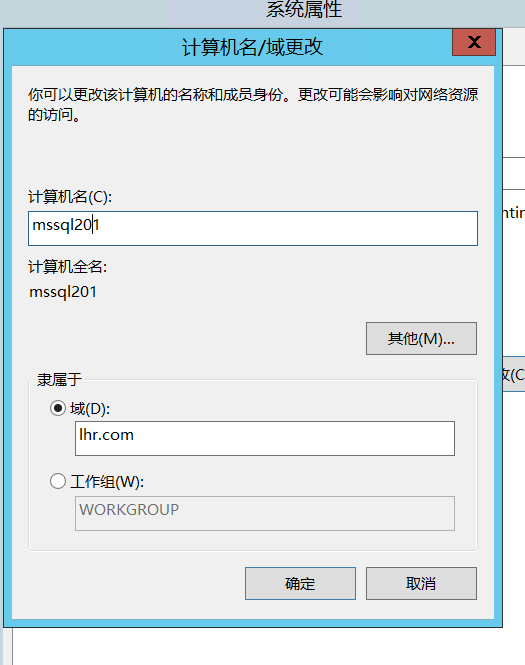 系统属性
计算机名/域更改
你可以更改该计算机的名称和成员身份。更改可能会影响对网络资源
的访问。
计算机名(C):
mssql201
计算机全名:
mssql201
其他(M)...
隶属于
域(D):
lhr.com
工作组(W):
WORKGROUP
确定
取消